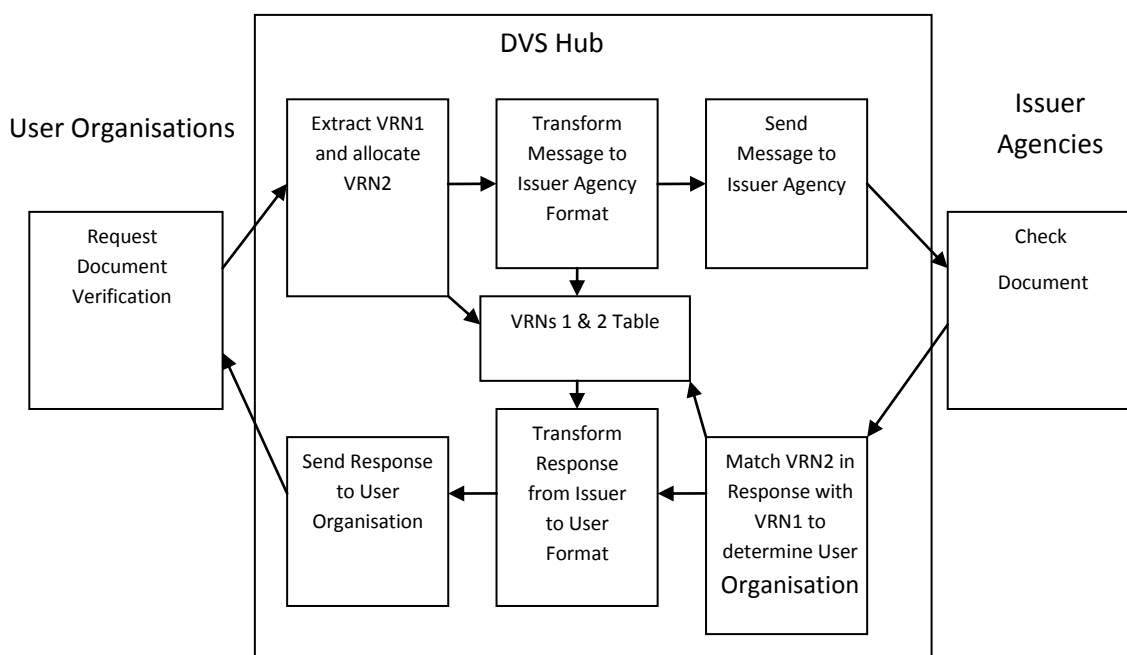 DVS Hub
User Organisations
Issuer
Agencies
Request
Document
Verification
Extract VRN1
and allocate
VRN2
Transform
Message to
Issuer Agency
Format
Send
Message to
Issuer Agency
Check
Document
VRNs 1 & 2 Table
Send Response
to User
Organisation
Transform
Response
from Issuer
to User
Format
Match VRN2 in
Response with
VRN1 to
determine User
Organisation